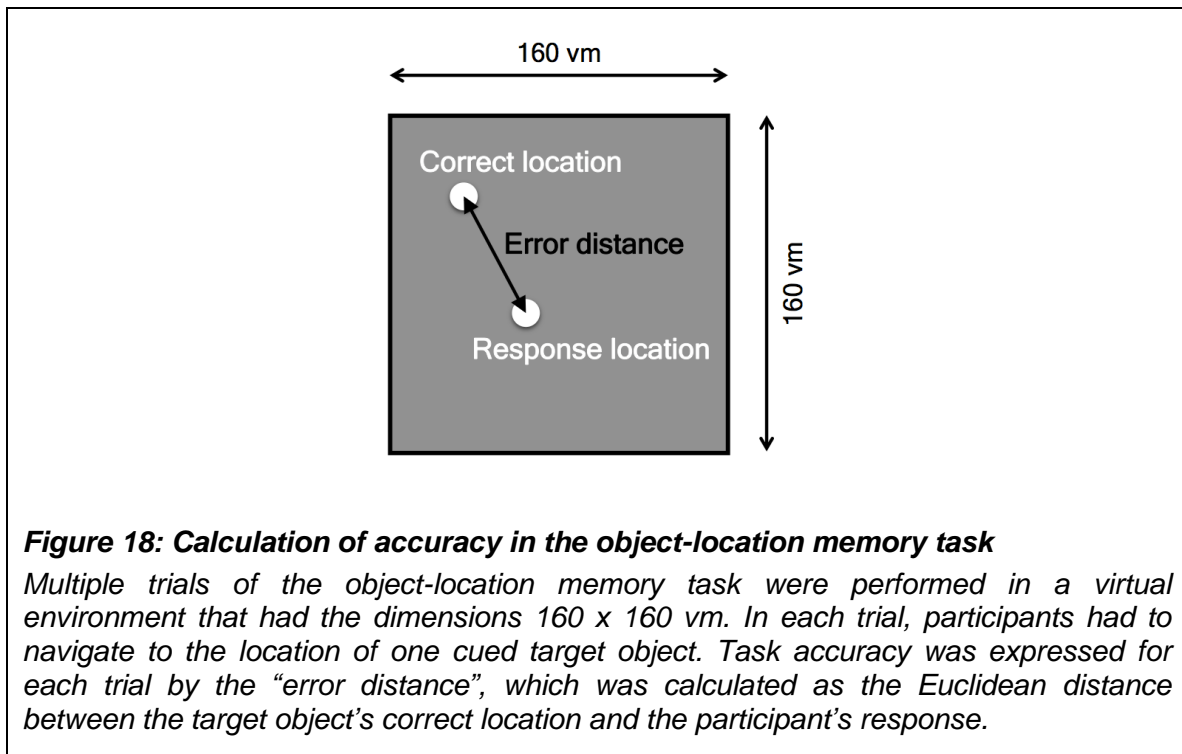 160 vm
Correct location
Error distance
160 vm
Response location
Figure 18: Calculation of accuracy in the object-location memory task
Multiple trials of the object-location memory task were performed in a virtual
environment that had the dimensions 160 x 160 vm. In each trial, participants had to
navigate to the location of one cued target object. Task accuracy was expressed for
each trial by the “error distance”, which was calculated as the Euclidean distance
between the target object’s correct location and the participant’s response.